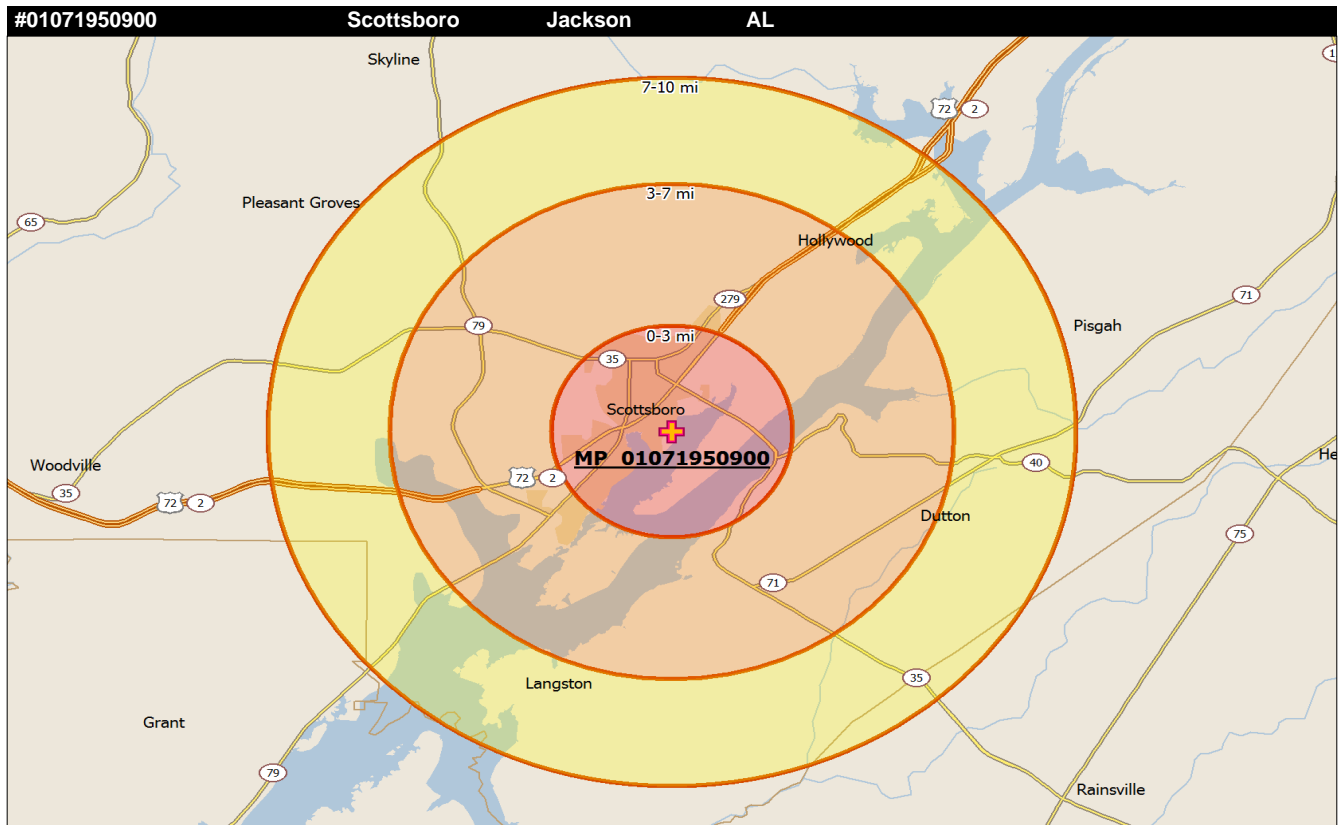 #01071950900 Scottsboro Jackson AL
Skyline
7-10 mi
72 2
3-7 mi
Pleasant Groves
65
Hollywood
279
71
79
Pisgah
0-3 mi
35
Scottsboro
MP 01071950900
Woodville
35
72 2
72 2
40
He
Dutton
75
71
Langston
35
Grant
79
Rainsville